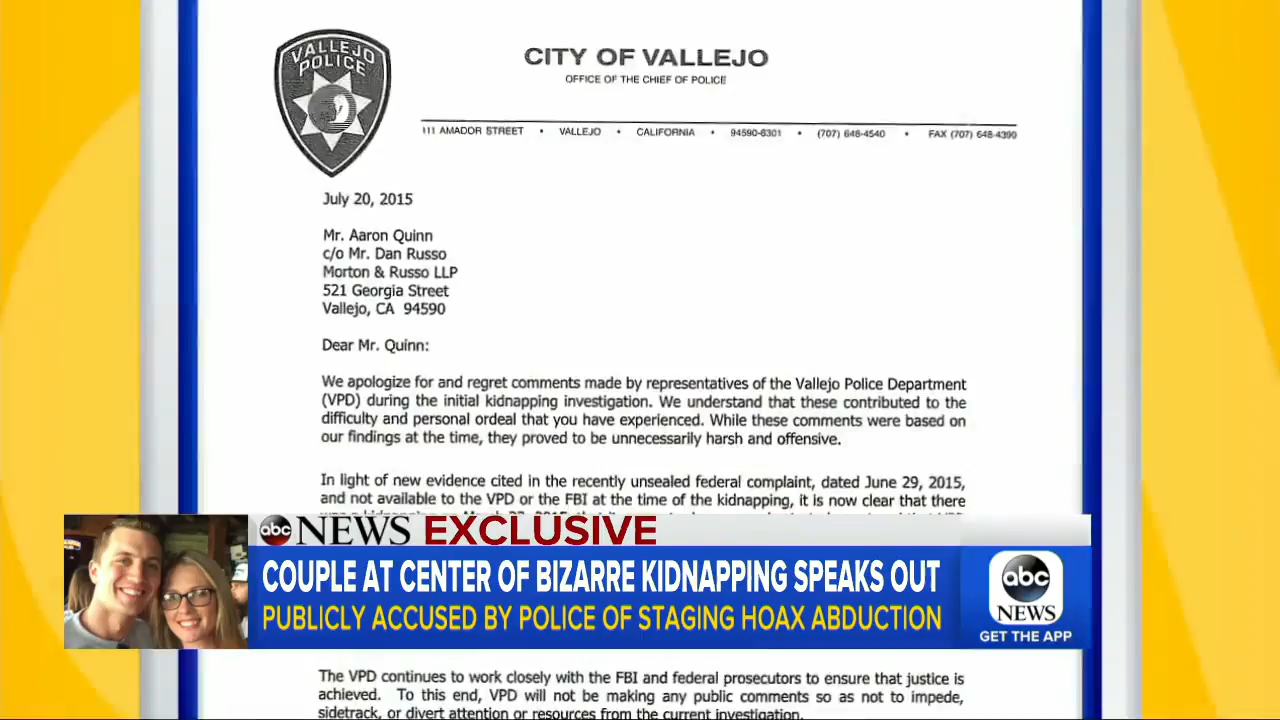 VALLEJO
POLICE
CITY OF VALLEJO
OFFICE OF THE CHIEF OF POLICE
111 AMADOR STREET • VALLEJO • CALIFORNIA • 94590-6301 • (707) 648-4540 • FAX (707) 648-4390
July 20, 2015
Mr. Aaron Quinn
c/o Mr. Dan Russo
Morton & Russo LLP
521 Georgia Street
Vallejo, CA 94590
Dear Mr. Quinn:
We apologize for and regret comments made by representatives of the Vallejo Police Department
(VPD) during the initial kidnapping investigation. We understand that these contributed to the
difficulty and personal ordeal that you have experienced. While these comments were based on
our findings at the time, they proved to be unnecessarily harsh and offensive.
In light of new evidence cited in the recently unsealed federal complaint, dated June 29, 2015,
and not available to the VPD or the FBI at the time of the kidnapping, it is now clear that there
abc NEWS EXCLUSIVE
COUPLE AT CENTER OF BIZARRE KIDNAPPING SPEAKS OUT
PUBLICLY ACCUSED BY POLICE OF STAGING HOAX ABDUCTION
abc
NEWS
GET THE APP
The VPD continues to work closely with the FBI and federal prosecutors to ensure that justice is
achieved. To this end, VPD will not be making any public comments so as not to impede,
sidetrack, or divert attention or resources from the current investigation.